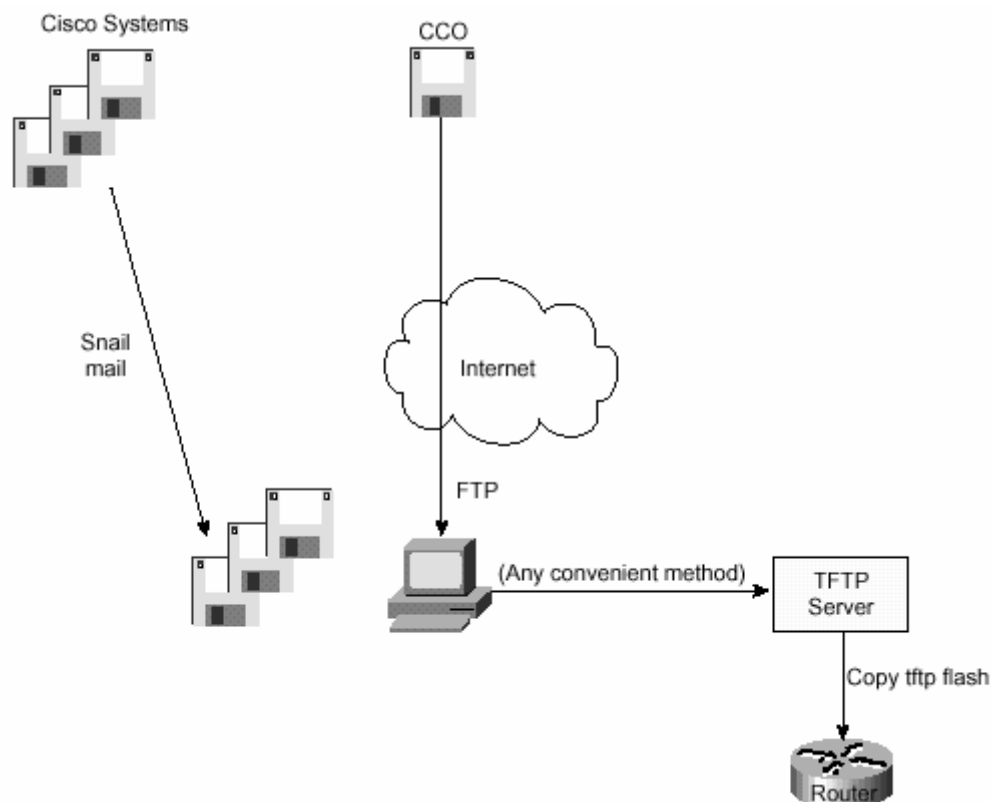 Cisco Systems
CCO
Snail
mail
Internet
FTP
(Any convenient method)
TFTP
Server
Copy tftp flash
Router